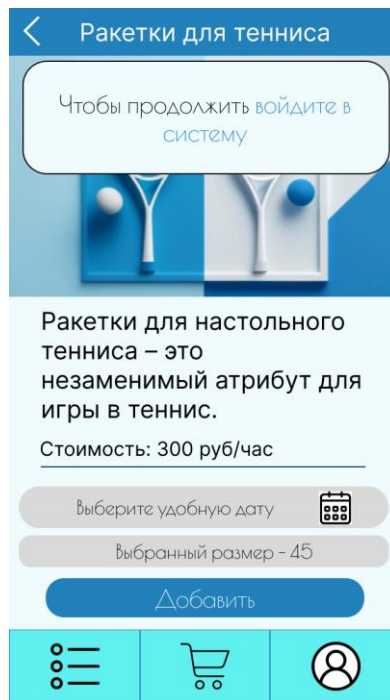 Ракетки для тенниса
Чтобы продолжить войдите в
систему
Ракетки для настольного
тенниса – это
незаменимый атрибут для
игры в теннис.
Стоимость: 300 руб/час
Выберите удобную дату
Выбранный размер - 45
Добавить